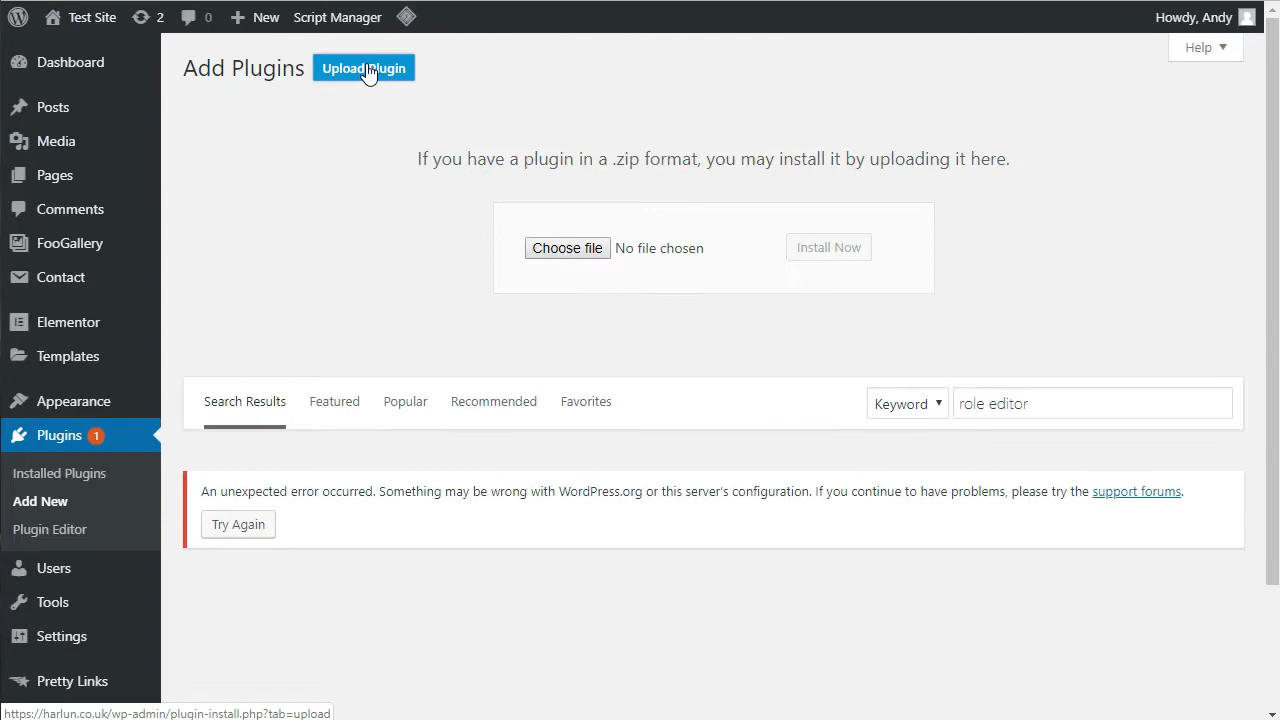 Test Site 2 0 New Script Manager Howdy, Andy
Help
Dashboard
Posts
Media
Pages
Comments
FooGallery
Contact
Elementor
Templates
Appearance
Plugins 1
Installed Plugins
Add New
Plugin Editor
Users
Tools
Settings
Pretty Links
Add Plugins Upload Plugin
If you have a plugin in a .zip format, you may install it by uploading it here.
Choose file No file chosen Install Now
Search Results Featured Popular Recommended Favorites Keyword role editor
An unexpected error occurred. Something may be wrong with WordPress.org or this server's configuration. If you continue to have problems, please try the support forums.
Try Again
https://harlun.co.uk/wp-admin/plugin-install.php?tab=upload